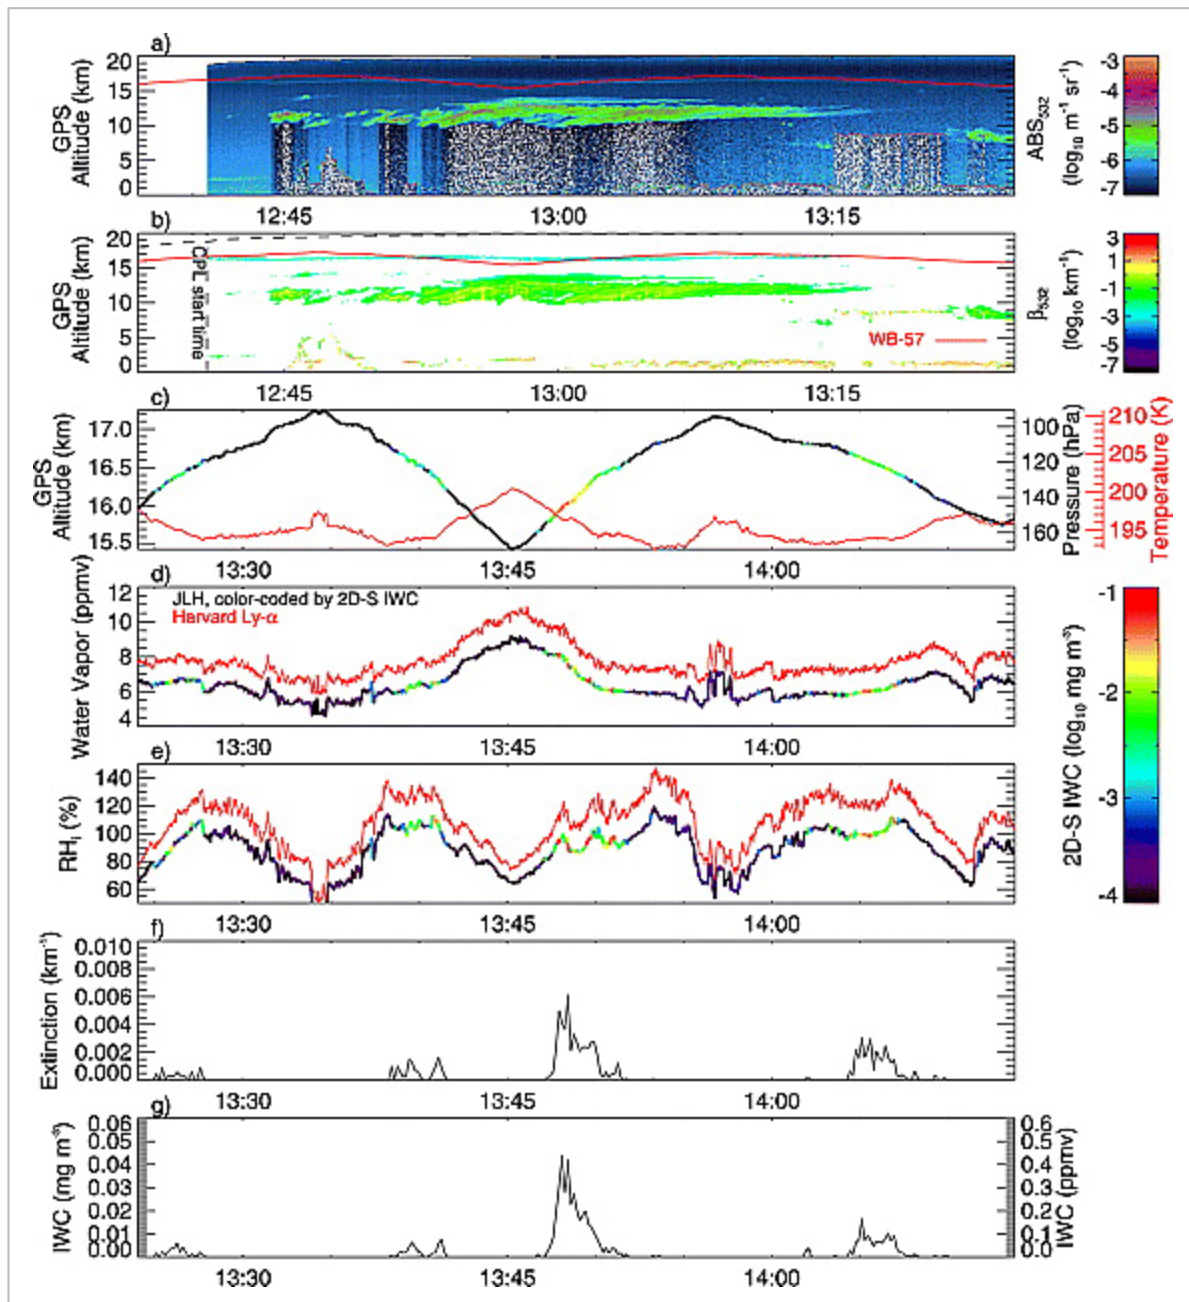 a)
20
15
10
5
0
GPS
Altitude (km)
12:45 13:00 13:15
-3
-4
-5
-6
-7
ABS532
(log10 m-1 sr-1)
b)
20
15
10
5
0
GPS
Altitude (km)
CPL start time
WB-57
12:45 13:00 13:15
3
1
-1
-3
-5
-7
β532
(log10 km-1)
c)
17.0
16.5
16.0
15.5
GPS
Altitude (km)
100
120
140
160
Pressure (hPa)
210
205
200
195
Temperature (K)
13:30 13:45 14:00
d)
12
10
8
6
4
Water Vapor (ppmv)
JLH, color-coded by 2D-S IWC
Harvard Ly-α
13:30 13:45 14:00
-1
-2
-3
-4
2D-S IWC (log10 mg m-3)
e)
140
120
100
80
60
RHi (%)
13:30 13:45 14:00
f)
0.010
0.008
0.006
0.004
0.002
0.000
Extinction (km-1)
13:30 13:45 14:00
g)
0.06
0.05
0.04
0.03
0.02
0.01
0.00
IWC (mg m-3)
0.6
0.5
0.4
0.3
0.2
0.1
0.0
IWC (ppmv)
13:30 13:45 14:00